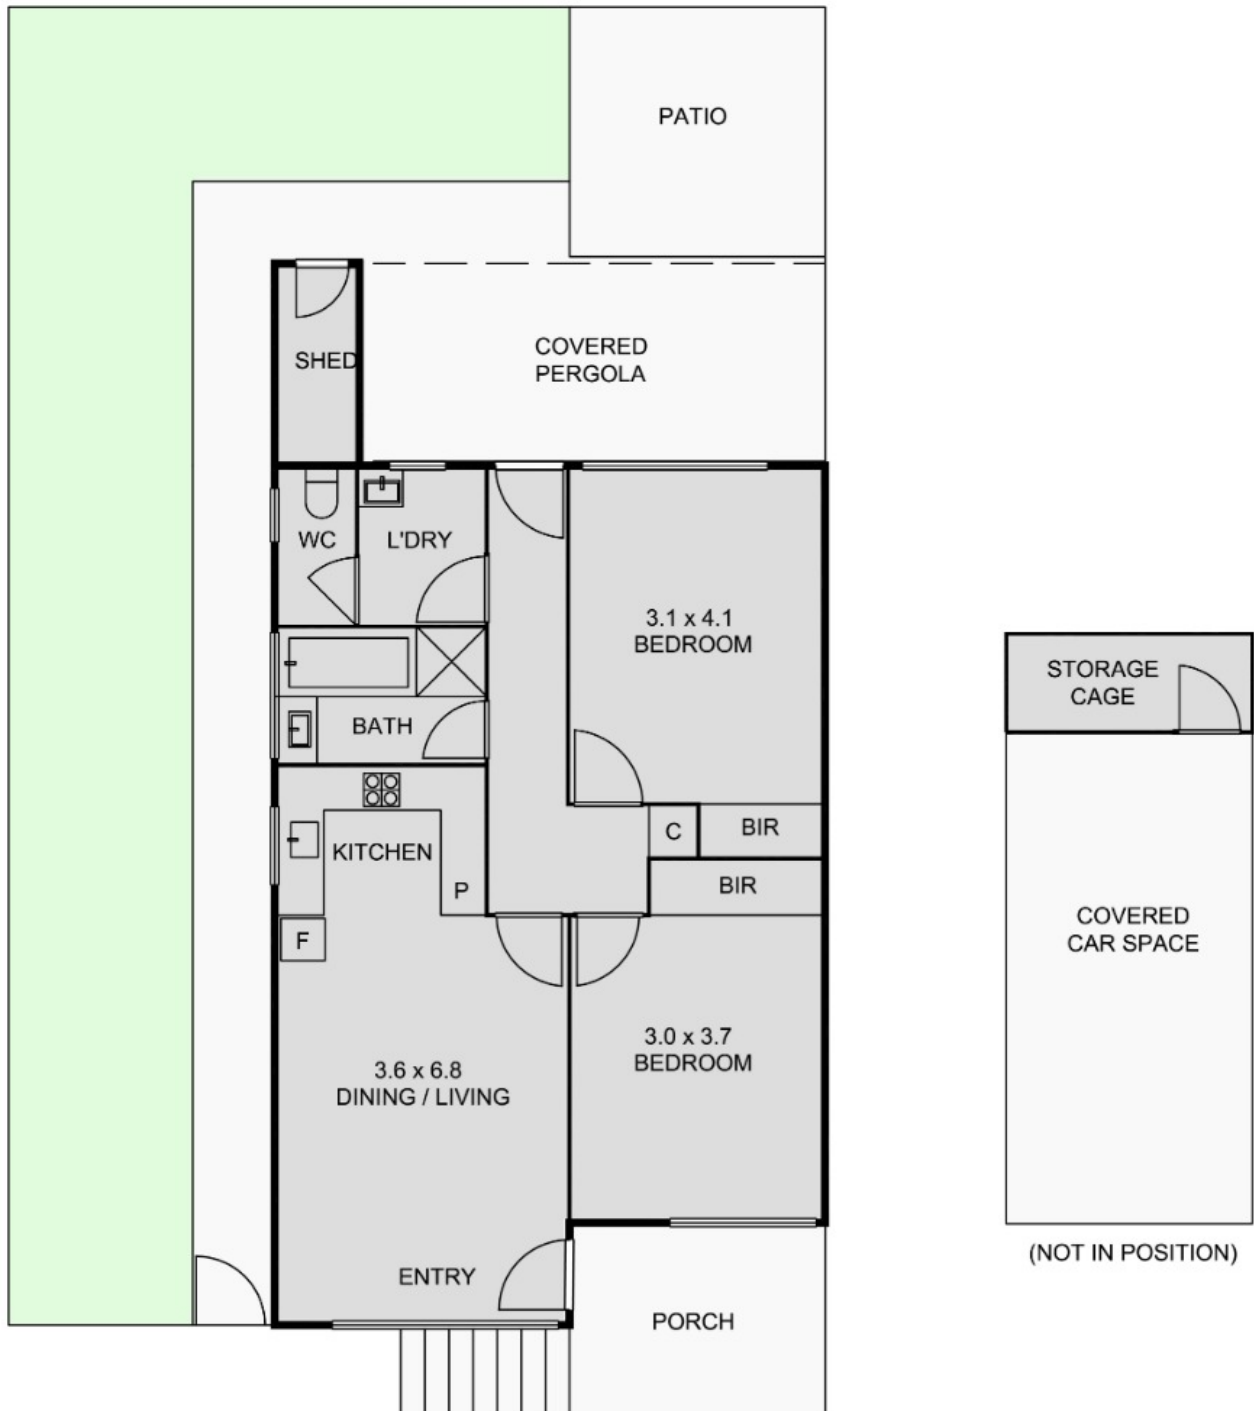 PATIO
COVERED
PERGOLA
SHED
WC
L'DRY
3.1 x 4.1
BEDROOM
STORAGE
CAGE
BATH
C
BIR
KITCHEN
P
BIR
F
COVERED
CAR SPACE
3.0 x 3.7
BEDROOM
3.6 x 6.8
DINING / LIVING
(NOT IN POSITION)
ENTRY
PORCH